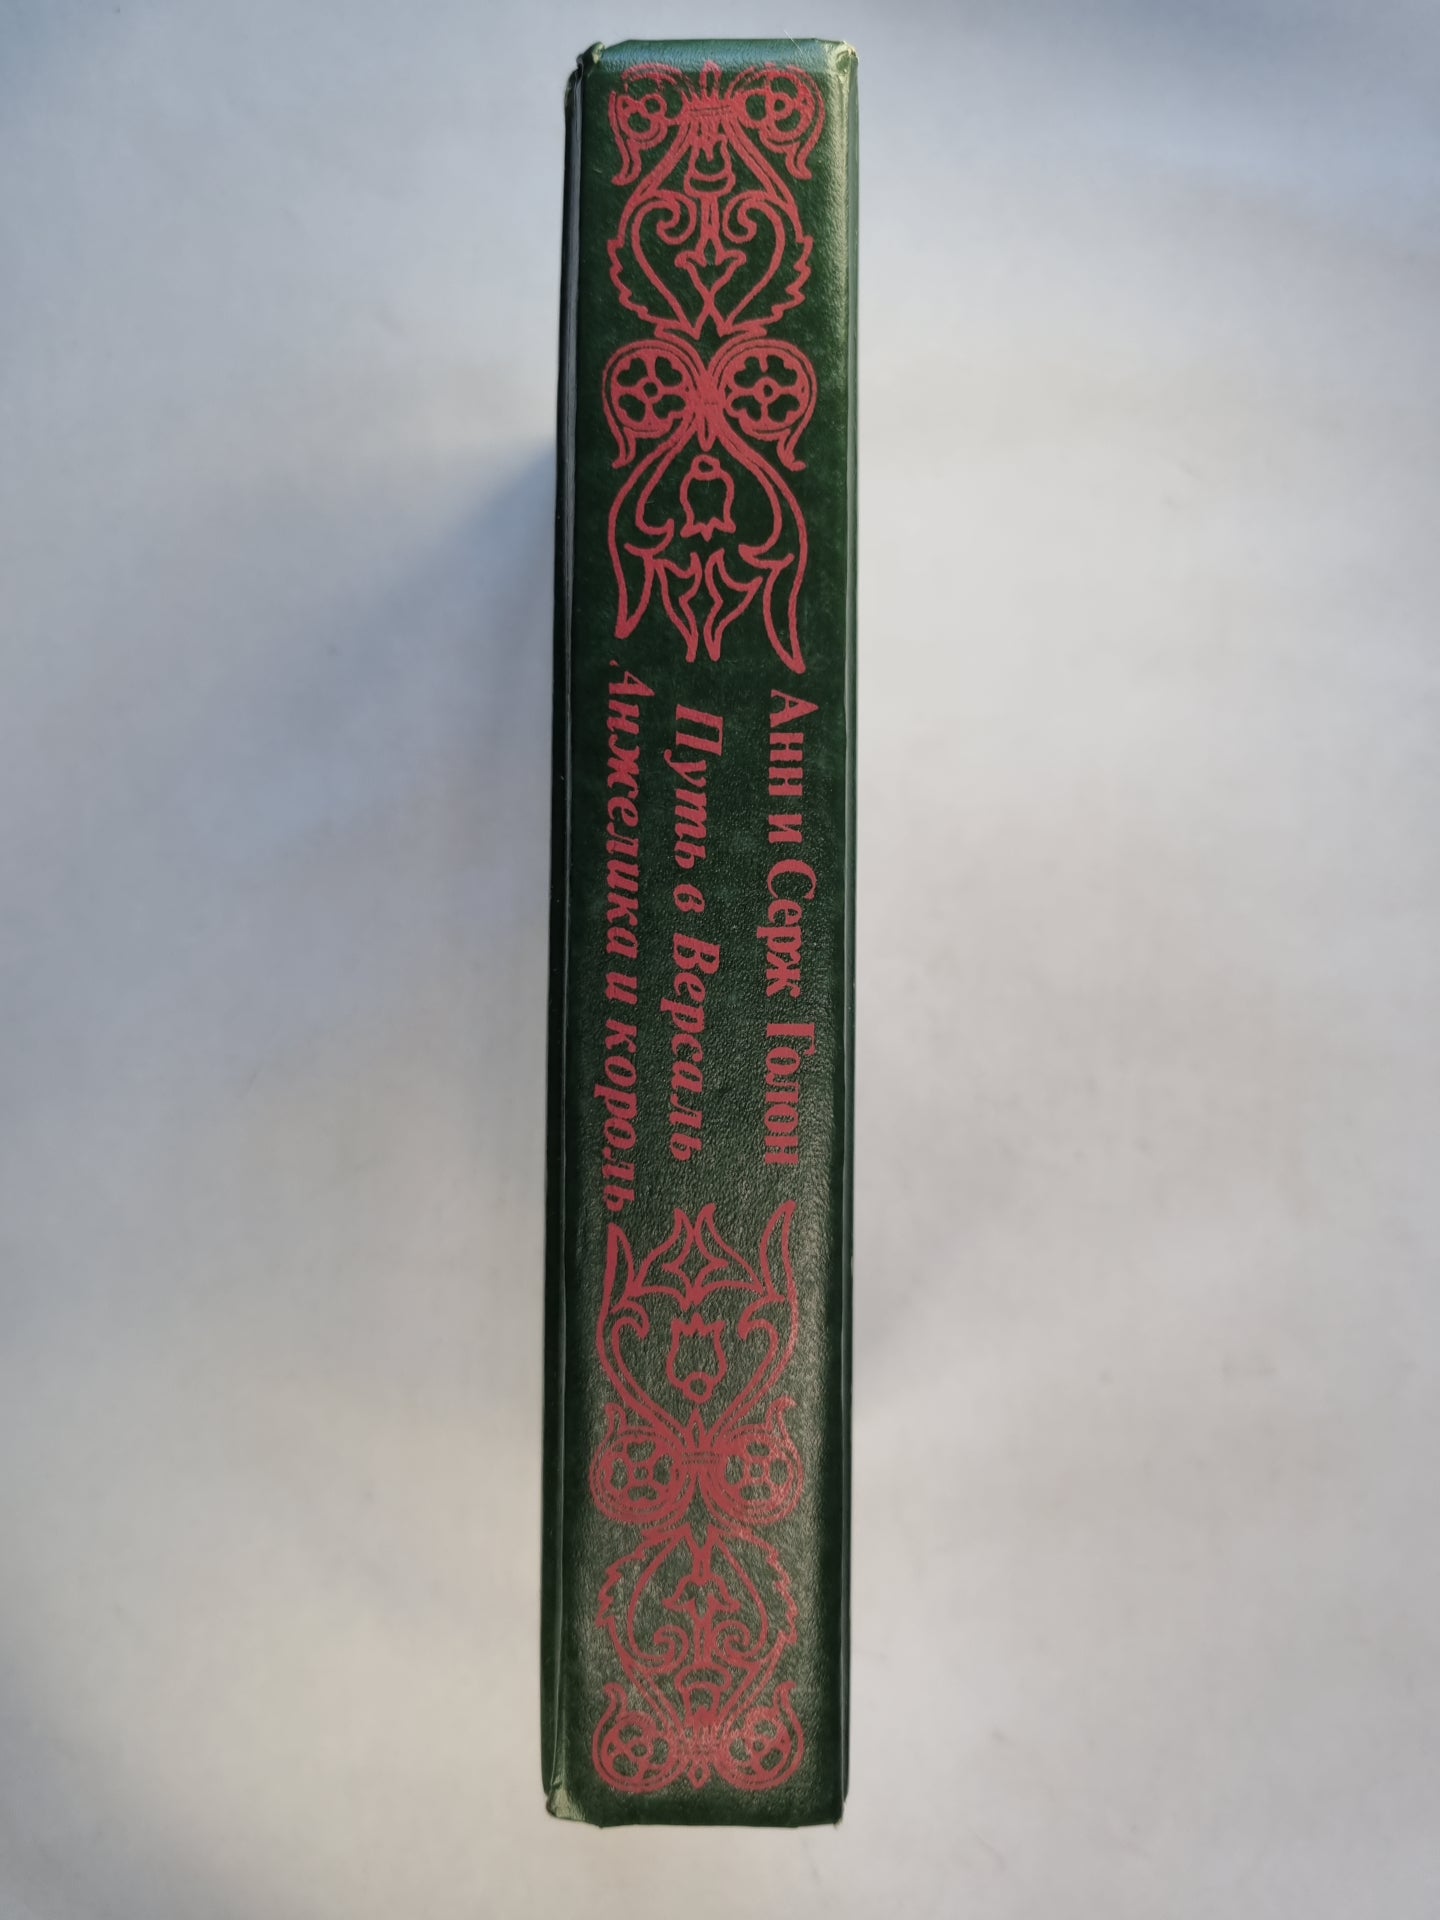 Анн и Серж Голон
Путь в Версаль
Анжелика и король